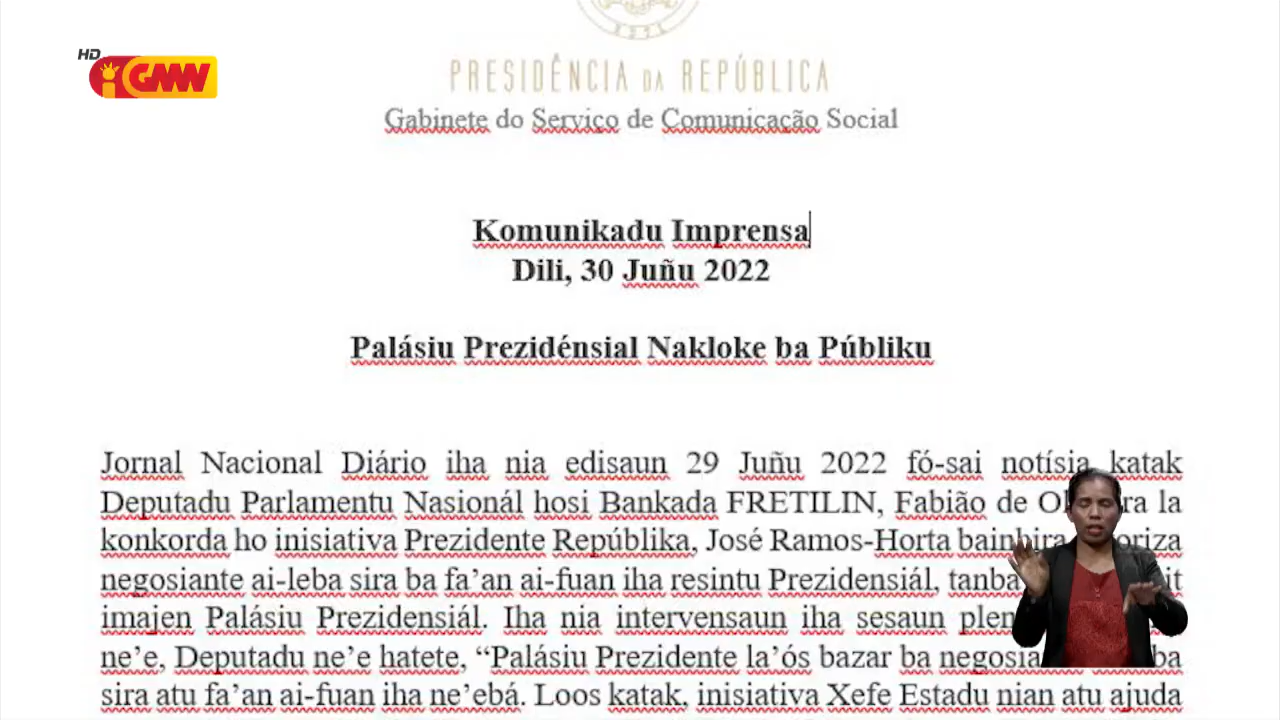 HD
GMW
PRESIDÊNCIA DA REPÚBLICA
Gabinete do Serviço de Comunicação Social
Komunikadu Imprensa
Dili, 30 Juñu 2022
Palásiu Prezidénsial Nakloke ba Públiku
Jornal Nacional Diário iha nia edisaun 29 Juñu 2022 fó-sai notísia katak
Deputadu Parlamentu Nasionál hosi Bankada FRETILIN, Fabião de la
konkorda ho inisiativa Prezidente Repúblika, José Ramos-Horta bainhira
negosiante ai-leba sira ba fa'an ai-fuan iha resintu Prezidensiál, tanba
imajen Palásiu Prezidensiál. Iha nia intervensaun iha sesaun
ne'e, Deputadu ne'e hatete, “Palásiu Prezidente la'ós bazar ba ba
sira atu fa'an ai-fuan iha ne'ebá. Loos katak, inisiativa Xefe Estadu nian atu ajuda